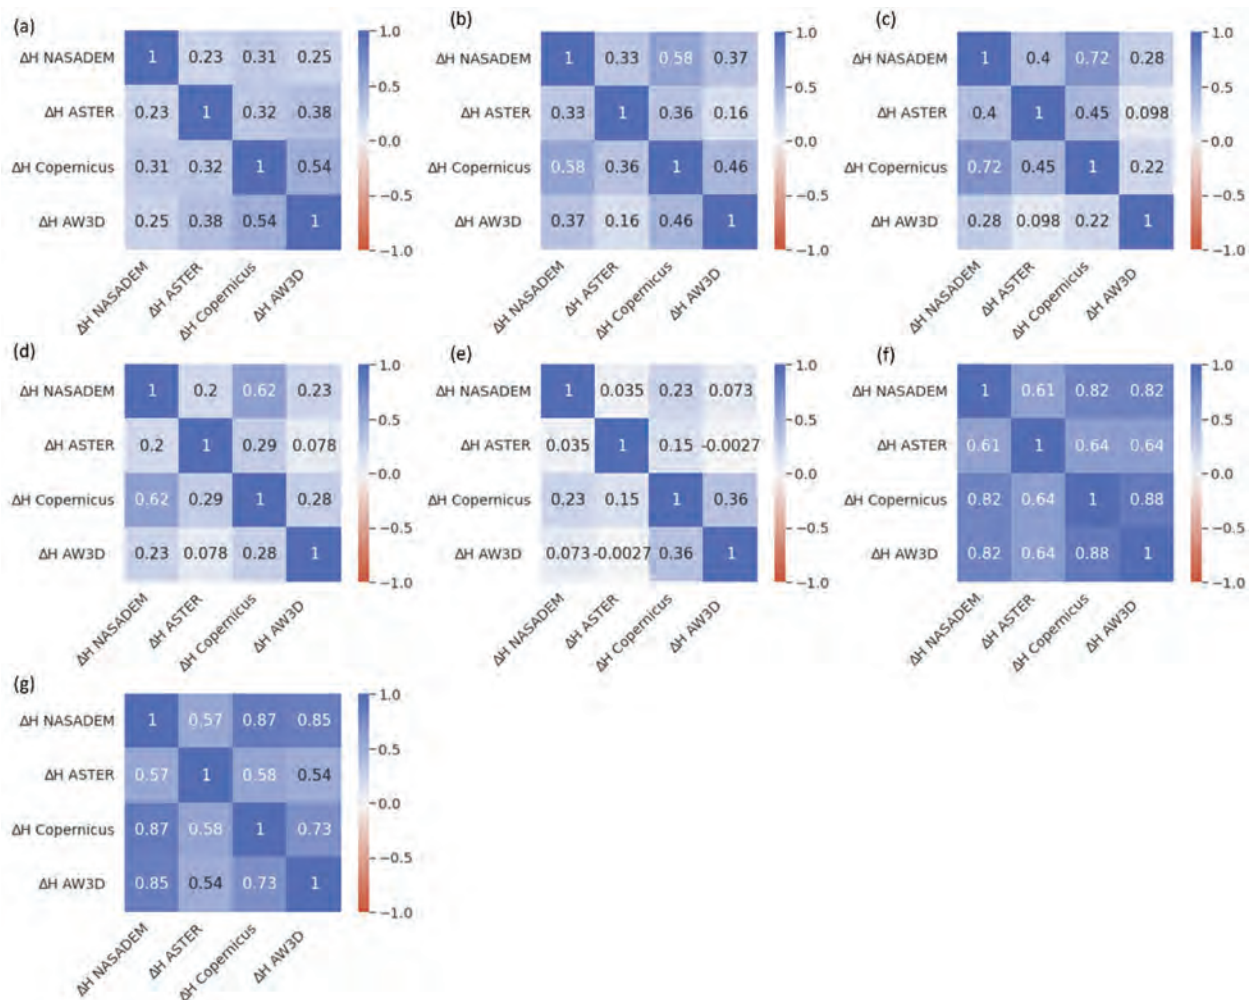 (a)
ΔH NASADEM 1 0.23 0.31 0.25
ΔH ASTER 0.23 1 0.32 0.38
ΔH Copernicus 0.31 0.32 1 0.54
ΔH AW3D 0.25 0.38 0.54 1
ΔH NASADEM ΔH ASTER ΔH Copernicus ΔH AW3D
1.0
0.5
0.0
−0.5
−1.0
(b)
ΔH NASADEM 1 0.33 0.58 0.37
ΔH ASTER 0.33 1 0.36 0.16
ΔH Copernicus 0.58 0.36 1 0.46
ΔH AW3D 0.37 0.16 0.46 1
ΔH NASADEM ΔH ASTER ΔH Copernicus ΔH AW3D
1.0
0.5
0.0
−0.5
−1.0
(c)
ΔH NASADEM 1 0.4 0.72 0.28
ΔH ASTER 0.4 1 0.45 0.098
ΔH Copernicus 0.72 0.45 1 0.22
ΔH AW3D 0.28 0.098 0.22 1
ΔH NASADEM ΔH ASTER ΔH Copernicus ΔH AW3D
1.0
0.5
0.0
−0.5
−1.0
(d)
ΔH NASADEM 1 0.2 0.62 0.23
ΔH ASTER 0.2 1 0.29 0.078
ΔH Copernicus 0.62 0.29 1 0.28
ΔH AW3D 0.23 0.078 0.28 1
ΔH NASADEM ΔH ASTER ΔH Copernicus ΔH AW3D
1.0
0.5
0.0
−0.5
−1.0
(e)
ΔH NASADEM 1 0.035 0.23 0.073
ΔH ASTER 0.035 1 0.15 -0.0027
ΔH Copernicus 0.23 0.15 1 0.36
ΔH AW3D 0.073 -0.0027 0.36 1
ΔH NASADEM ΔH ASTER ΔH Copernicus ΔH AW3D
1.0
0.5
0.0
−0.5
−1.0
(f)
ΔH NASADEM 1 0.61 0.82 0.82
ΔH ASTER 0.61 1 0.64 0.64
ΔH Copernicus 0.82 0.64 1 0.88
ΔH AW3D 0.82 0.64 0.88 1
ΔH NASADEM ΔH ASTER ΔH Copernicus ΔH AW3D
1.0
0.5
0.0
−0.5
−1.0
(g)
ΔH NASADEM 1 0.57 0.87 0.85
ΔH ASTER 0.57 1 0.58 0.54
ΔH Copernicus 0.87 0.58 1 0.73
ΔH AW3D 0.85 0.54 0.73 1
ΔH NASADEM ΔH ASTER ΔH Copernicus ΔH AW3D
1.0
0.5
0.0
−0.5
−1.0